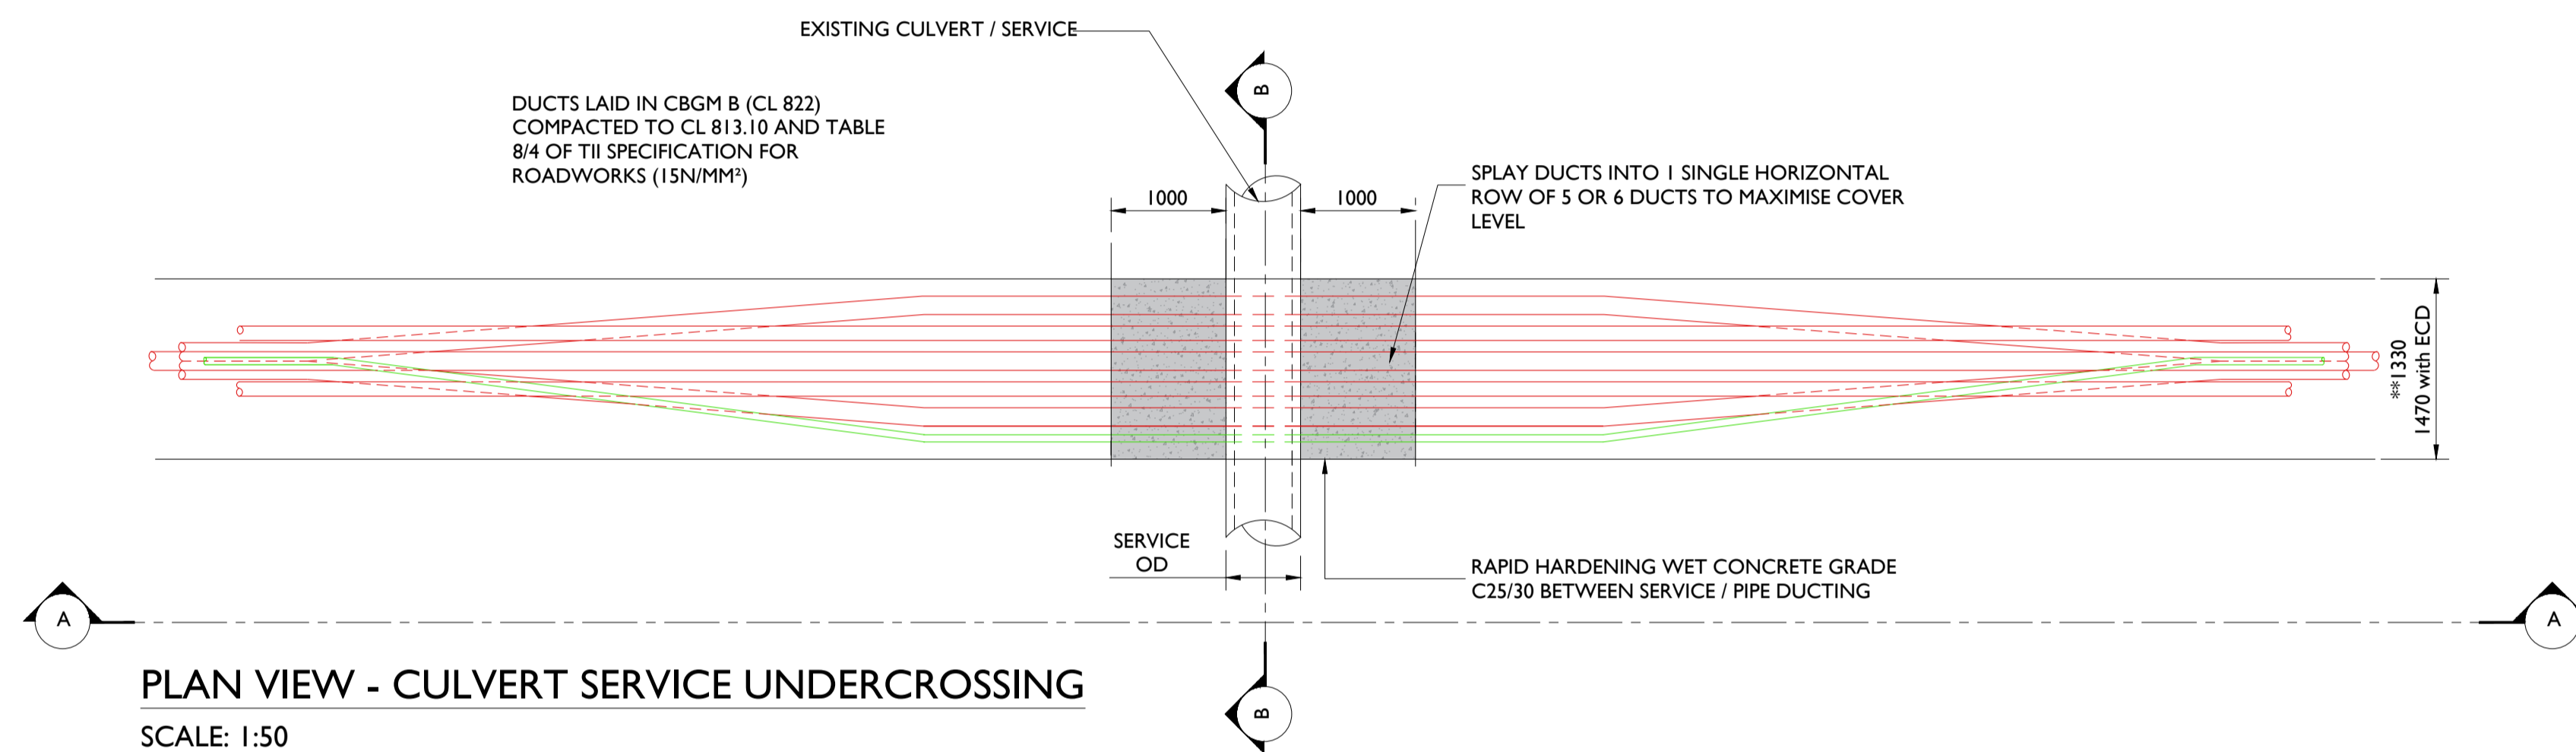 EXISTING CULVERT / SERVICE
B
DUCTS LAID IN CBGM B (CL 822)
COMPACTED TO CL 813.10 AND TABLE
8/4 OF TII SPECIFICATION FOR
ROADWORKS (15N/MM²)
1000
1000
SPLAY DUCTS INTO 1 SINGLE HORIZONTAL
ROW OF 5 OR 6 DUCTS TO MAXIMISE COVER
LEVEL
**1330
1470 with ECD
SERVICE
OD
RAPID HARDENING WET CONCRETE GRADE
C25/30 BETWEEN SERVICE / PIPE DUCTING
A
A
PLAN VIEW - CULVERT SERVICE UNDERCROSSING
SCALE: 1:50
B